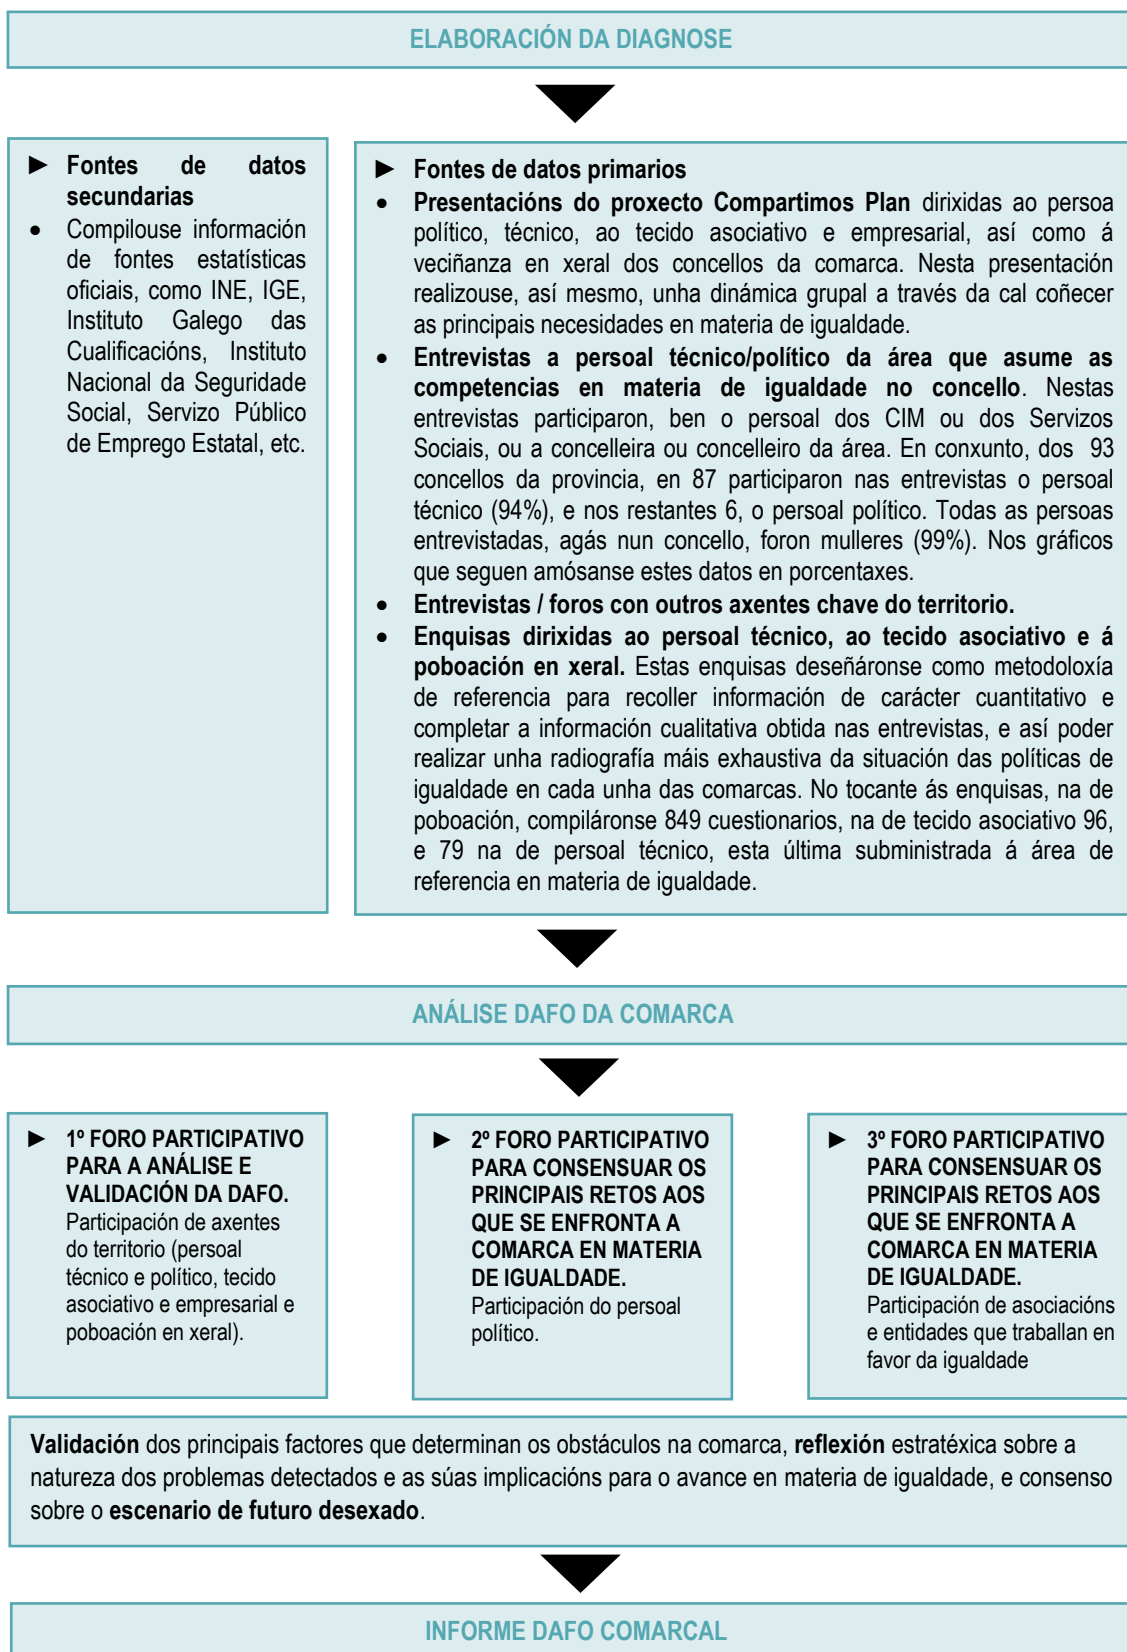 ELABORACIÓN DA DIAGNOSE
► Fontes de datos
secundarias
• Compilouse información
de fontes estatísticas
oficiais, como INE, IGE,
Instituto Galego das
Cualificacións, Instituto
Nacional da Seguridade
Social, Servizo Público
de Emprego Estatal, etc.
► Fontes de datos primarios
• Presentacións do proxecto Compartimos Plan dirixidas ao persoa
político, técnico, ao tecido asociativo e empresarial, así como á
veciñanza en xeral dos concellos da comarca. Nesta presentación
realizouse, así mesmo, unha dinámica grupal a través da cal coñecer
as principais necesidades en materia de igualdade.
• Entrevistas a persoal técnico/político da área que asume as
competencias en materia de igualdade no concello. Nestas
entrevistas participaron, ben o persoal dos CIM ou dos Servizos
Sociais, ou a concelleira ou concelleiro da área. En conxunto, dos 93
concellos da provincia, en 87 participaron nas entrevistas o persoal
técnico (94%), e nos restantes 6, o persoal político. Todas as persoas
entrevistadas, agás nun concello, foron mulleres (99%). Nos gráficos
que seguen amósanse estes datos en porcentaxes.
• Entrevistas / foros con outros axentes chave do territorio.
• Enquisas dirixidas ao persoal técnico, ao tecido asociativo e á
poboación en xeral. Estas enquisas deseñáronse como metodoloxía
de referencia para recoller información de carácter cuantitativo e
completar a información cualitativa obtida nas entrevistas, e así poder
realizar unha radiografía máis exhaustiva da situación das políticas de
igualdade en cada unha das comarcas. No tocante ás enquisas, na de
poboación, compiláronse 849 cuestionarios, na de tecido asociativo 96,
e 79 na de persoal técnico, esta última subministrada á área de
referencia en materia de igualdade.
ANÁLISE DAFO DA COMARCA
► 1º FORO PARTICIPATIVO
PARA A ANÁLISE E
VALIDACIÓN DA DAFO.
Participación de axentes
do territorio (persoal
técnico e político, tecido
asociativo e empresarial e
poboación en xeral).
► 2º FORO PARTICIPATIVO
PARA CONSENSUAR OS
PRINCIPAIS RETOS AOS
QUE SE ENFRONTA A
COMARCA EN MATERIA
DE IGUALDADE.
Participación do persoal
político.
► 3º FORO PARTICIPATIVO
PARA CONSENSUAR OS
PRINCIPAIS RETOS AOS
QUE SE ENFRONTA A
COMARCA EN MATERIA
DE IGUALDADE.
Participación de asociacións
e entidades que traballan en
favor da igualdade
Validación dos principais factores que determinan os obstáculos na comarca, reflexión estratéxica sobre a
natureza dos problemas detectados e as súas implicacións para o avance en materia de igualdade, e consenso
sobre o escenario de futuro desexado.
INFORME DAFO COMARCAL